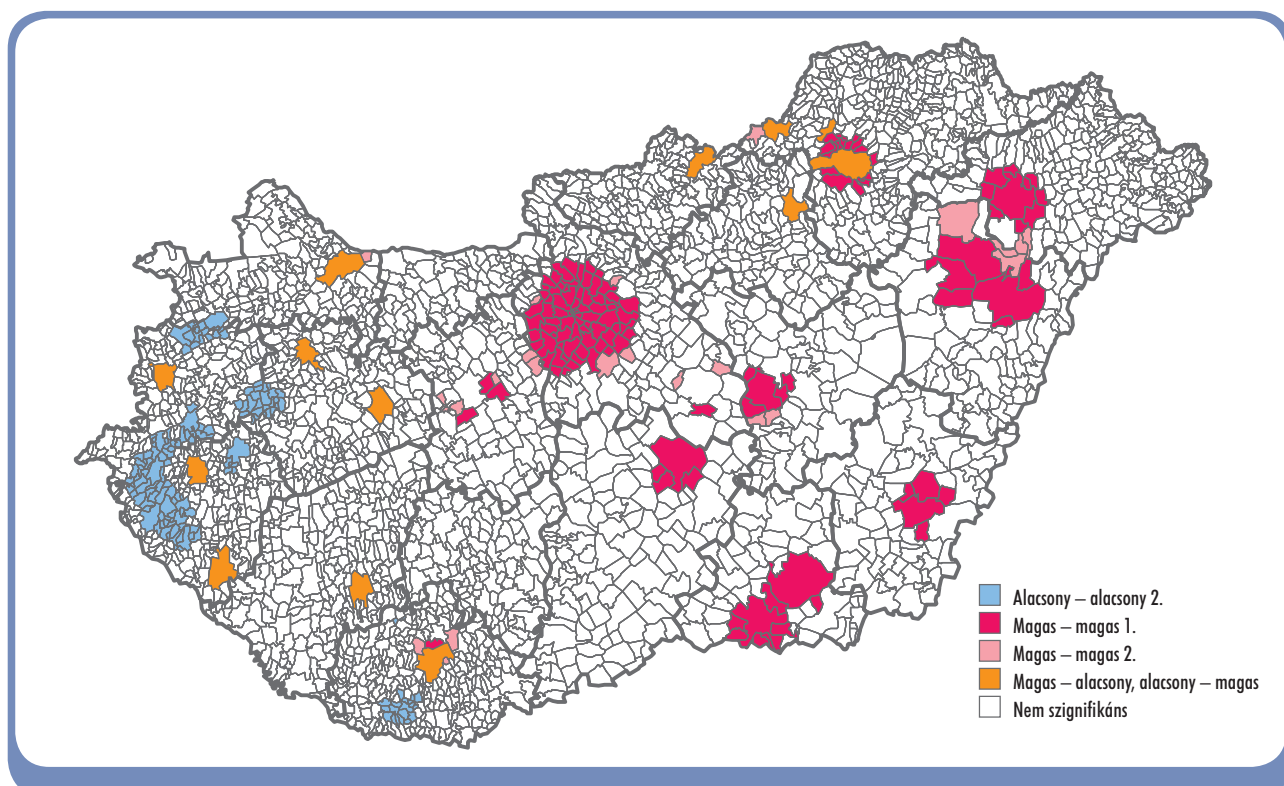 Alacsony – alacsony 2.
Magas – magas 1.
Magas – magas 2.
Magas – alacsony, alacsony – magas
Nem szignifikáns